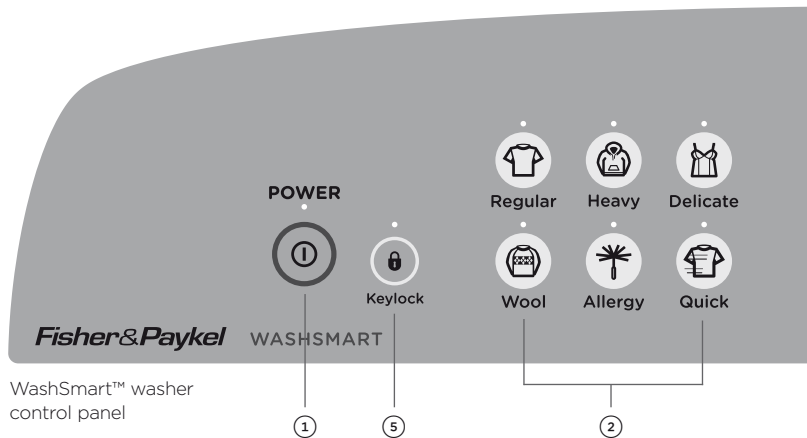 POWER
Regular Heavy Delicate
Keylock
Wool Allergy Quick
Fisher&Paykel WASHSMART
WashSmart™ washer
control panel
1 5 2